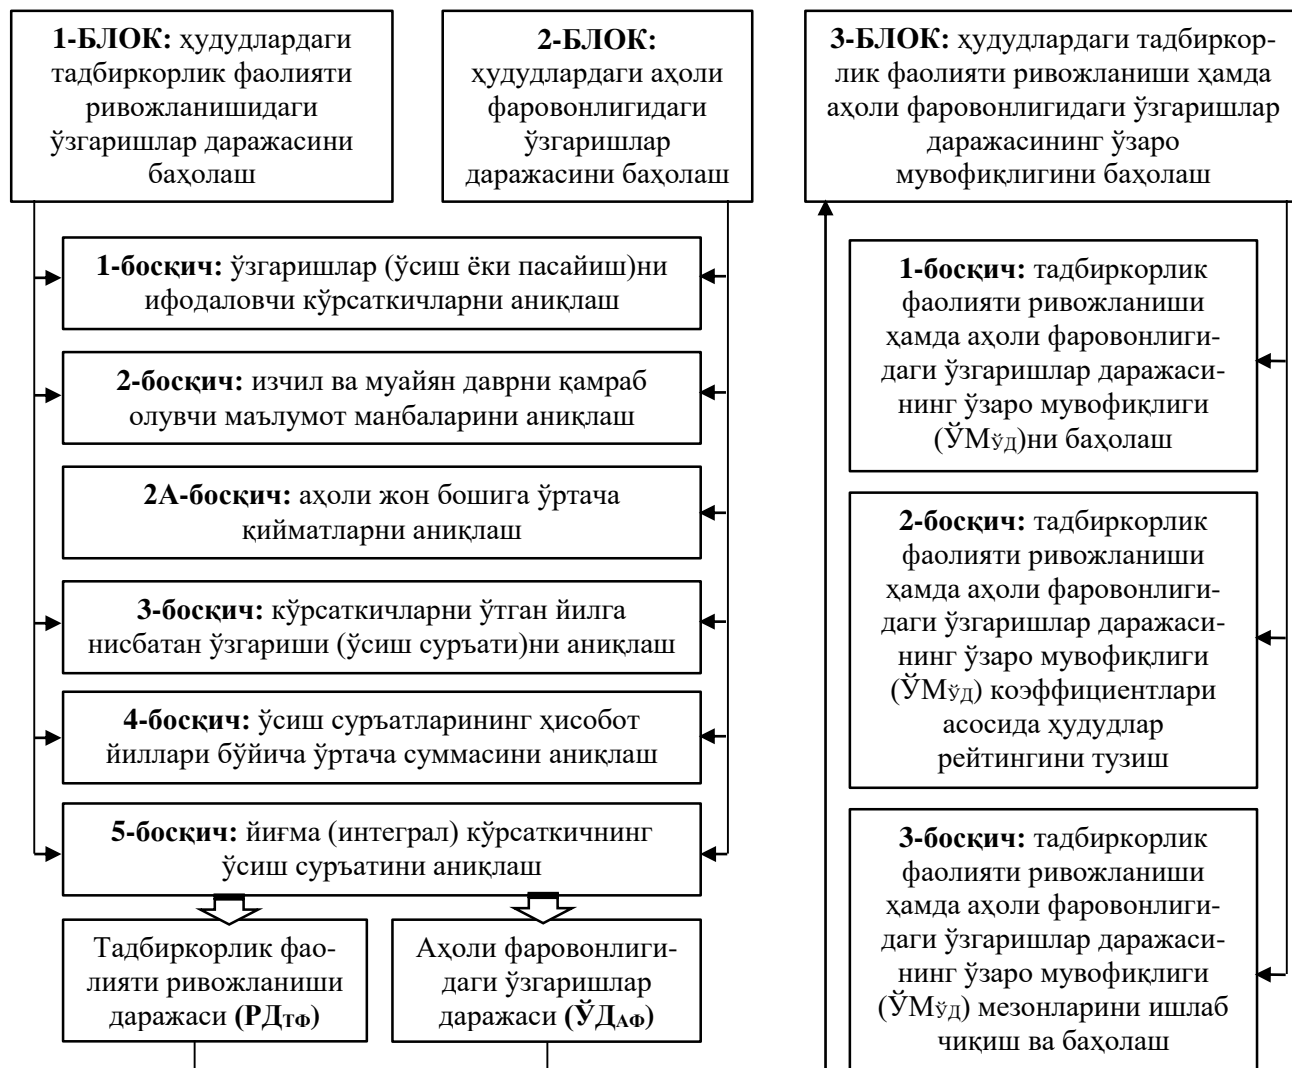 1-БЛОК: ҳудудлардаги
тадбиркорлик фаолияти
ривожланишидаги
ўзгаришлар даражасини
баҳолаш
2-БЛОК:
ҳудудлардаги аҳоли
фаровонлигидаги
ўзгаришлар
даражасини баҳолаш
3-БЛОК: ҳудудлардаги тадбиркор-
лик фаолияти ривожланиши ҳамда
аҳоли фаровонлигидаги ўзгаришлар
даражасининг ўзаро
мувофиқлигини баҳолаш
1-босқич: ўзгаришлар (ўсиш ёки пасайиш)ни
ифодаловчи кўрсаткичларни аниқлаш
2-босқич: изчил ва муайян даврни қамраб
олувчи маълумот манбаларини аниқлаш
2А-босқич: аҳоли жон бошига ўртача
қийматларни аниқлаш
3-босқич: кўрсаткичларни ўтган йилга
нисбатан ўзгариши (ўсиш суръати)ни аниқлаш
4-босқич: ўсиш суръатларининг ҳисобот
йиллари бўйича ўртача суммасини аниқлаш
5-босқич: йиғма (интеграл) кўрсаткичнинг
ўсиш суръатини аниқлаш
Тадбиркорлик фао-
лияти ривожланиши
даражаси (РДТФ)
Аҳоли фаровонлиги-
даги ўзгаришлар
даражаси (ЎДАФ)
1-босқич: тадбиркорлик
фаолияти ривожланиши
ҳамда аҳоли фаровонлиги-
даги ўзгаришлар даражаси-
нинг ўзаро мувофиқлиги
(ЎМЎД)ни баҳолаш
2-босқич: тадбиркорлик
фаолияти ривожланиши
ҳамда аҳоли фаровонлиги-
даги ўзгаришлар даражаси-
нинг ўзаро мувофиқлиги
(ЎМЎД) коэффициентлари
асосида ҳудудлар
рейтингини тузиш
3-босқич: тадбиркорлик
фаолияти ривожланиши
ҳамда аҳоли фаровонлиги-
даги ўзгаришлар даражаси-
нинг ўзаро мувофиқлиги
(ЎМЎД) мезонларини ишлаб
чиқиш ва баҳолаш